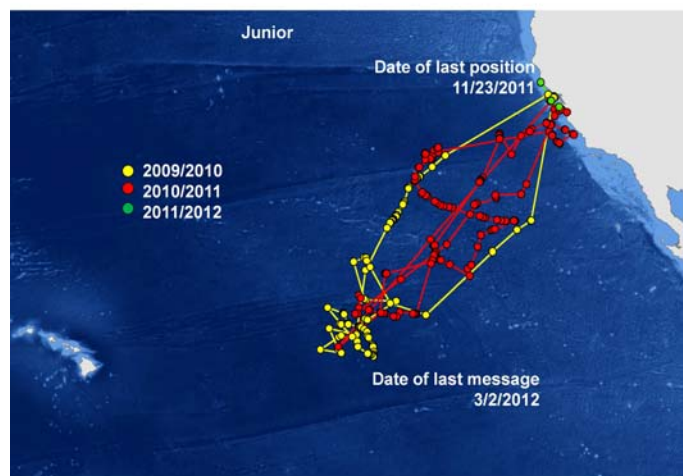 Junior
Date of last position
11/23/2011
2009/2010
2010/2011
2011/2012
Date of last message
3/2/2012